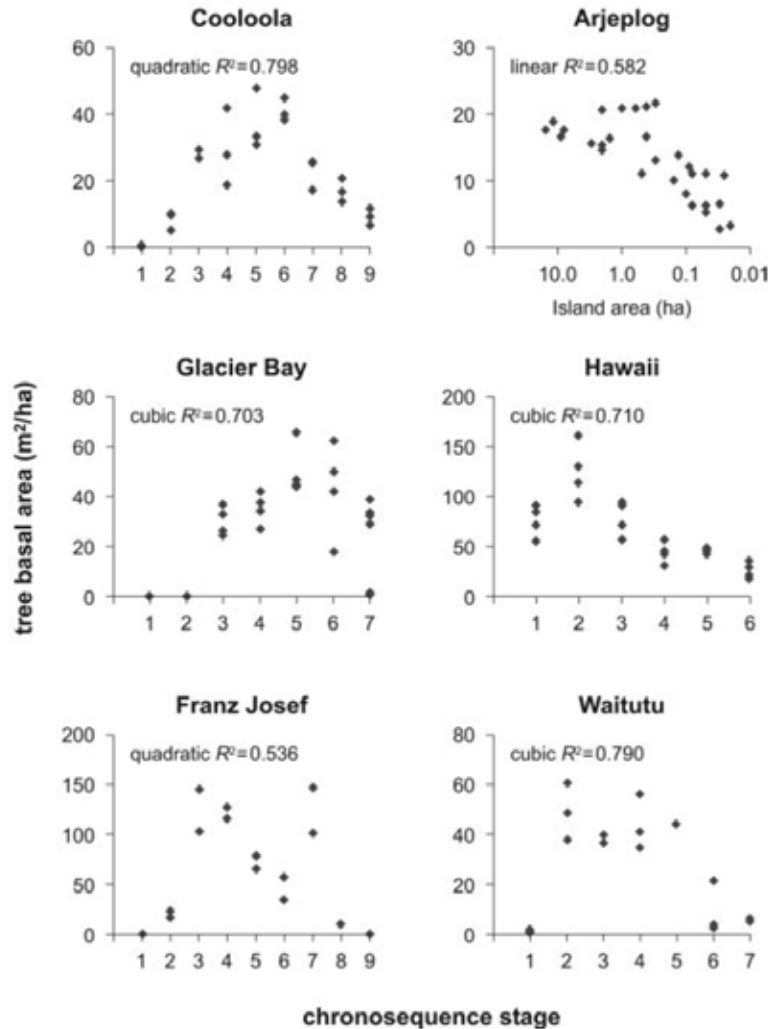 Cooloola
quadratic R²=0.798
60
40
20
0
1 2 3 4 5 6 7 8 9
Arjeplog
linear R²=0.582
30
20
10
0
10.0 1.0 0.1 0.01
Island area (ha)
tree basal area (m²/ha)
Glacier Bay
cubic R²=0.703
80
60
40
20
0
1 2 3 4 5 6 7
Hawaii
cubic R²=0.710
200
150
100
50
0
1 2 3 4 5 6
Franz Josef
quadratic R²=0.536
200
150
100
50
0
1 2 3 4 5 6 7 8 9
Waitutu
cubic R²=0.790
80
60
40
20
0
1 2 3 4 5 6 7
chronosequence stage